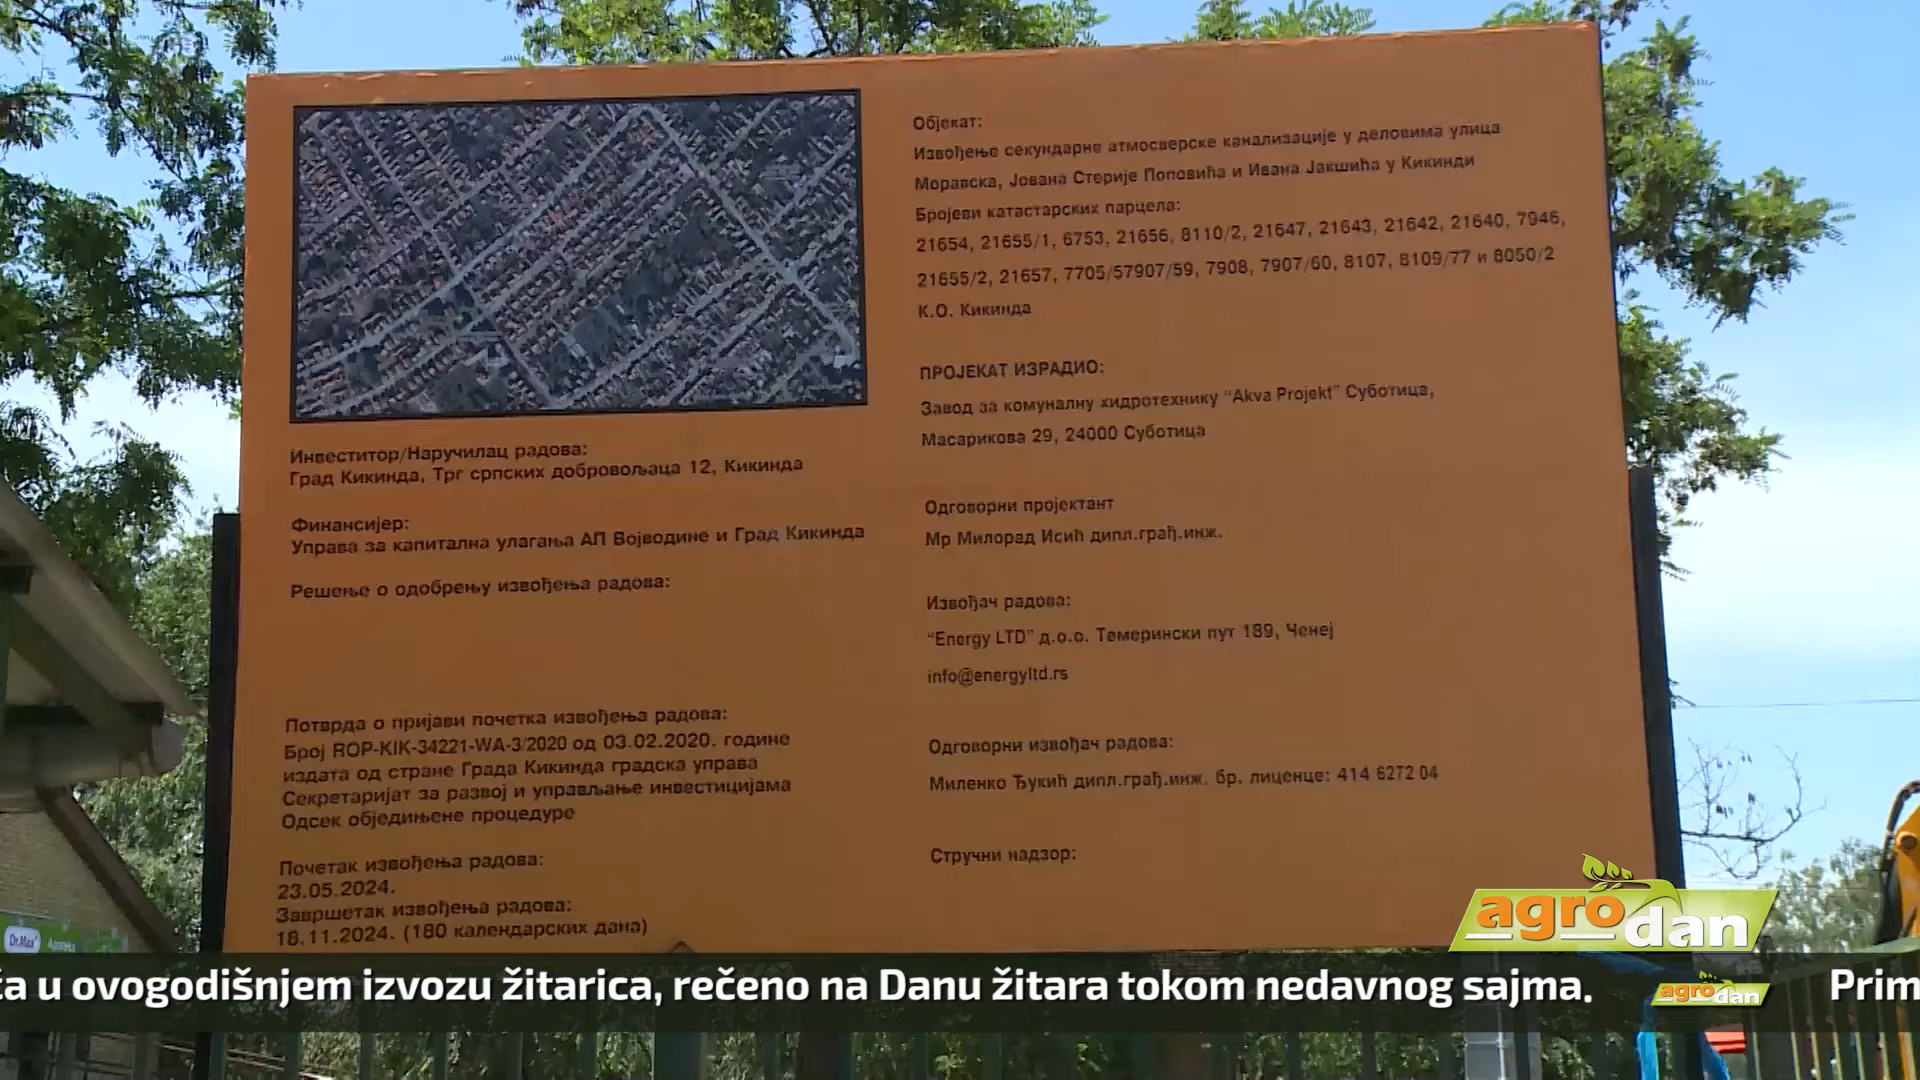 Инвеститор/Наручилац радова:
Град Кикинда, Трг српских добровољаца 12, Кикинда
Финансијер:
Управа за капитална улагања АП Војводине и Град Кикинда
Решење о одобрењу извођења радова:
Потврда о пријави почетка извођења радова:
Број ROP-KIK-34221-WA-3/2020 од 03.02.2020. године
издата од стране Града Кикинда градска управа
Секретаријат за развој и управљање инвестицијама
Одсек обједињене процедуре
Почетак извођења радова:
23.05.2024.
Завршетак извођења радова:
18.11.2024. (180 календарских дана)
Објекат:
Извођење секундарне атмосверске канализације у деловима улица
Моравска, Јована Стерије Поповића и Ивана Јакшића у Кикинди
Бројеви катастарских парцела:
21654, 21655/1, 6753, 21656, 8110/2, 21647, 21643, 21642, 21640, 7946,
21655/2, 21657, 7705/57907/59, 7908, 7907/60, 8107, 8109/77 и 8050/2
К.О. Кикинда
ПРОЈЕКАТ ИЗРАДИО:
Завод за комуналну хидротехнику “Akva Projekt” Суботица,
Масарикова 29, 24000 Суботица
Одговорни пројектант
Мр Милорад Исић дипл.грађ.инж.
Извођач радова:
“Energy LTD” д.о.о. Темерински пут 189, Ченеј
info@energyltd.rs
Одговорни извођач радова:
Миленко Ђукић дипл.грађ.инж. бр. лиценце: 414 6272 04
Стручни надзор:
Dr.Max
Apoteka
agro dan
ća u ovogodišnjem izvozu žitarica, rečeno na Danu žitara tokom nedavnog sajma. agro dan Prim